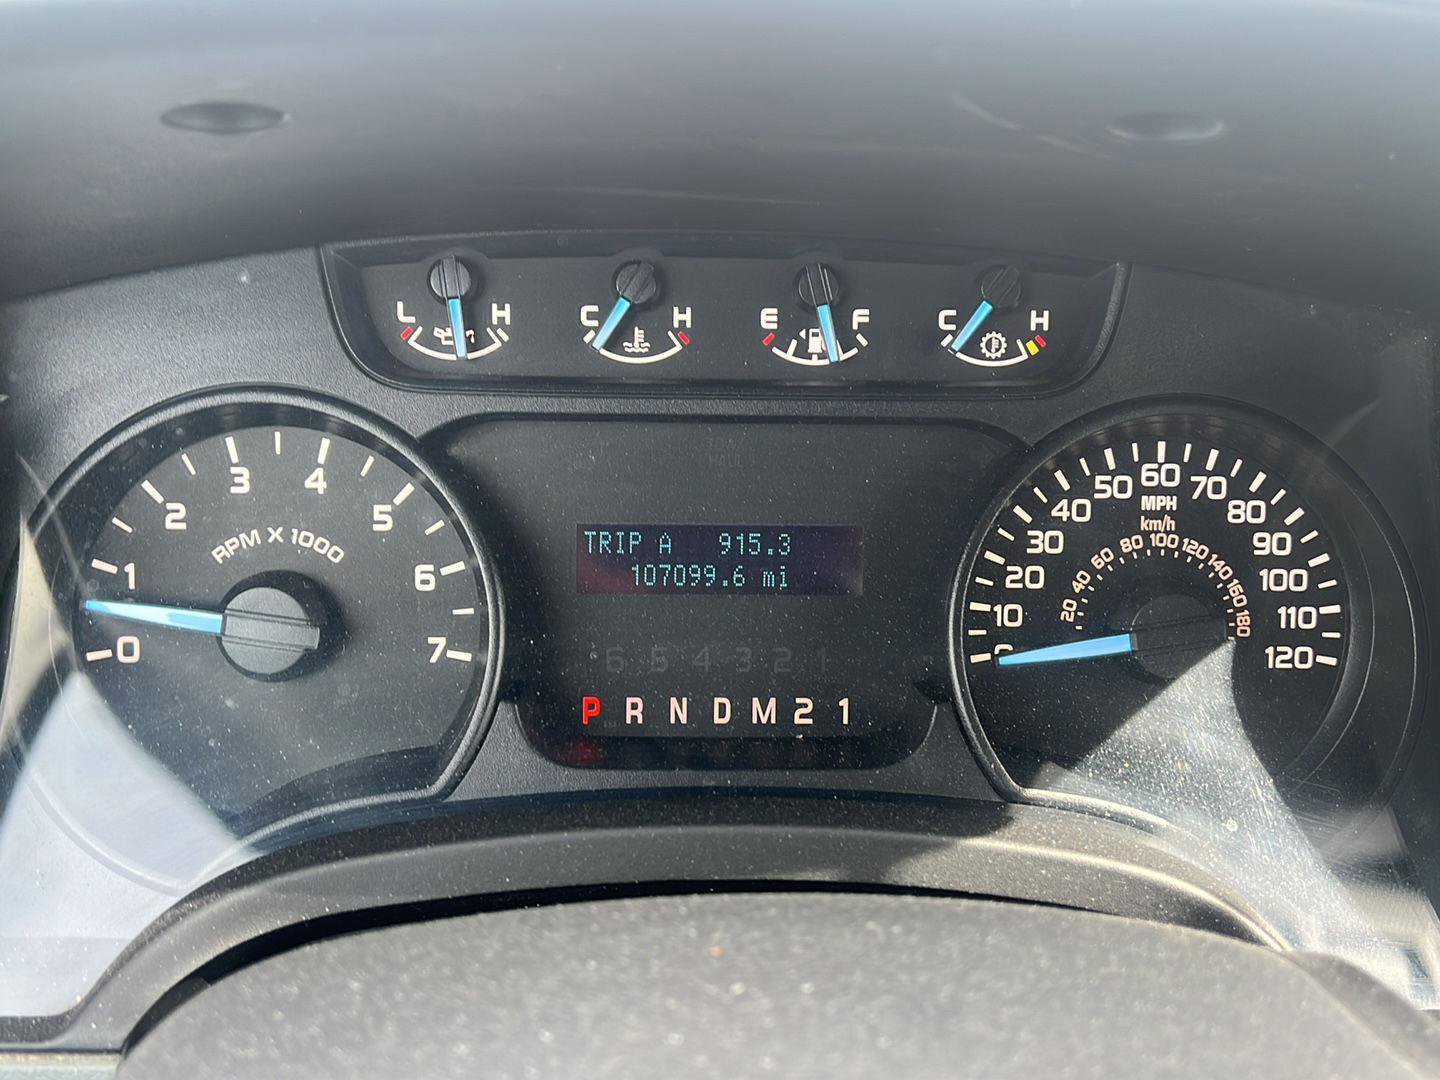 L H C H E F C H
TOW
HAUL
TRIP A 915.3
107099.6 mi
6 5 4 3 2 1
P R N D M 2 1
0 1 2 3 4 5 6 7
RPM X 1000
0 10 20 30 40 50 60 70 80 90 100 110 120
MPH
km/h
20 40 60 80 100 120 140 160 180